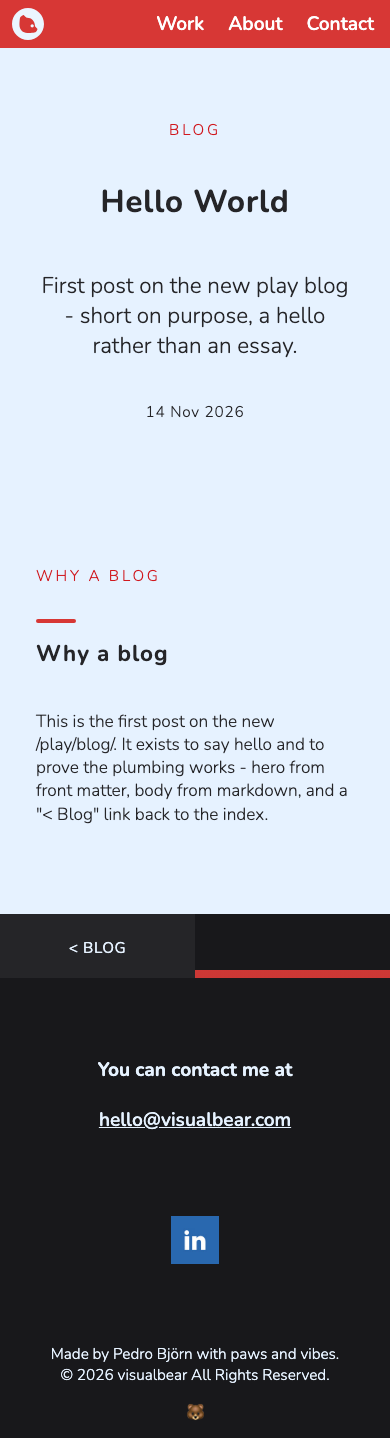 Work About Contact
BLOG
Hello World
First post on the new play blog
- short on purpose, a hello
rather than an essay.
14 Nov 2026
WHY A BLOG
Why a blog
This is the first post on the new
/play/blog/. It exists to say hello and to
prove the plumbing works - hero from
front matter, body from markdown, and a
"< Blog" link back to the index.
< BLOG
You can contact me at
hello@visualbear.com
in
Made by Pedro Björn with paws and vibes.
© 2026 visualbear All Rights Reserved.